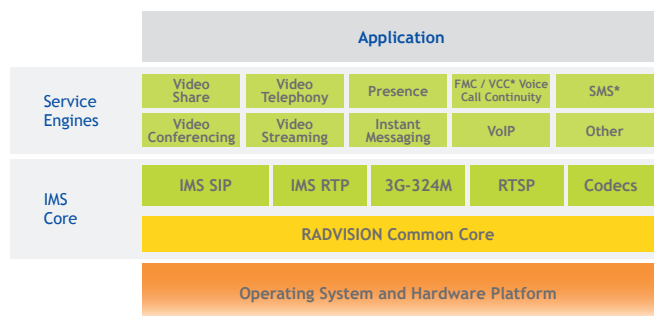 Application
Service
Engines
Video
Share
Video
Telephony
Presence
FMC / VCC* Voice
Call Continuity
SMS*
Video
Conferencing
Video
Streaming
Instant
Messaging
VoIP
Other
IMS
Core
IMS SIP
IMS RTP
3G-324M
RTSP
Codecs
RADVISION Common Core
Operating System and Hardware Platform